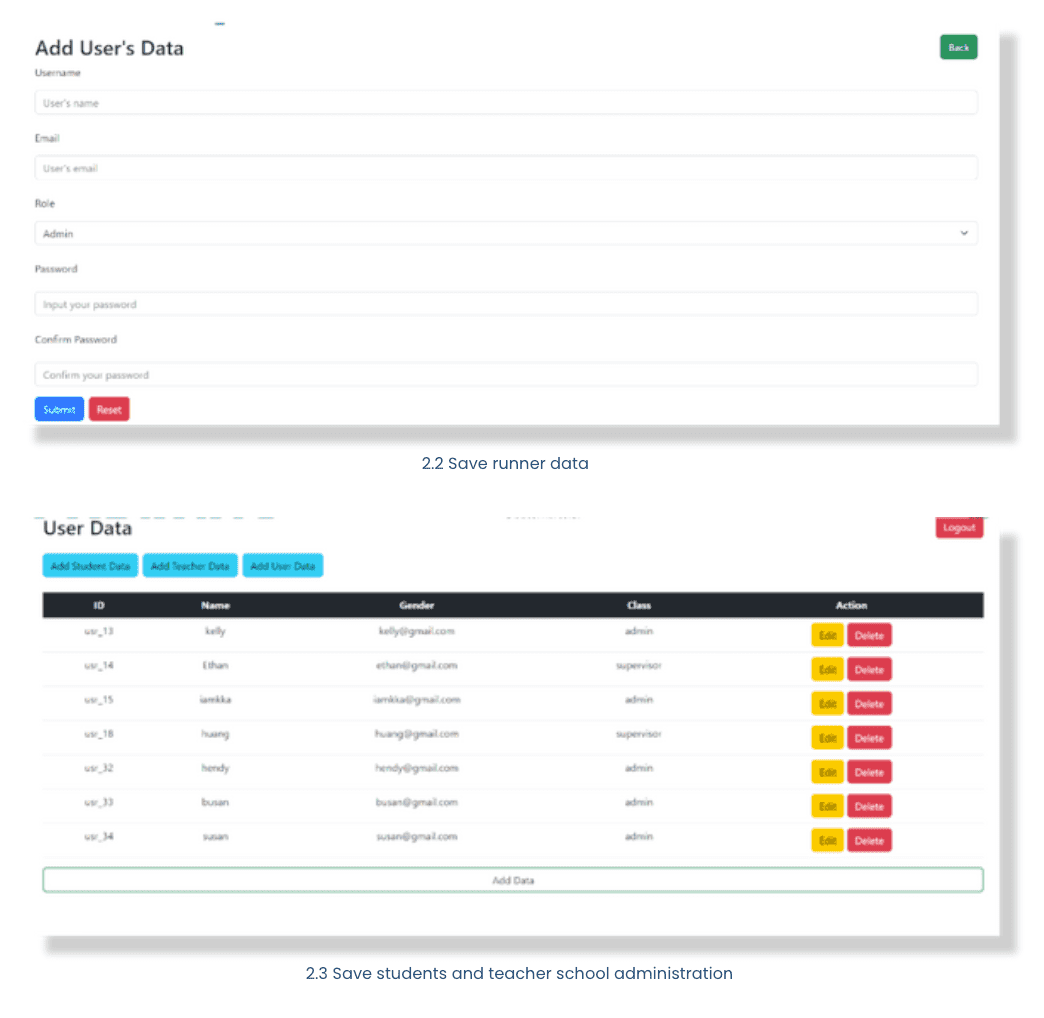 Add User's Data
Back
Username
User's name
Email
User's email
Role
Admin
Password
Input your password
Confirm Password
Confirm your password
Submit Reset
2.2 Save runner data
User Data
Logout
Add Student Data Add Teacher Data Add User Data
ID Name Gender Class Action
usr_13 kelly kelly@gmail.com admin Edit Delete
usr_14 Ethan ethan@gmail.com supervisor Edit Delete
usr_15 iamkka iamkka@gmail.com admin Edit Delete
usr_18 huang huang@gmail.com supervisor Edit Delete
usr_32 hendy hendy@gmail.com admin Edit Delete
usr_33 busan busan@gmail.com admin Edit Delete
usr_34 susan susan@gmail.com admin Edit Delete
Add Data
2.3 Save students and teacher school administration